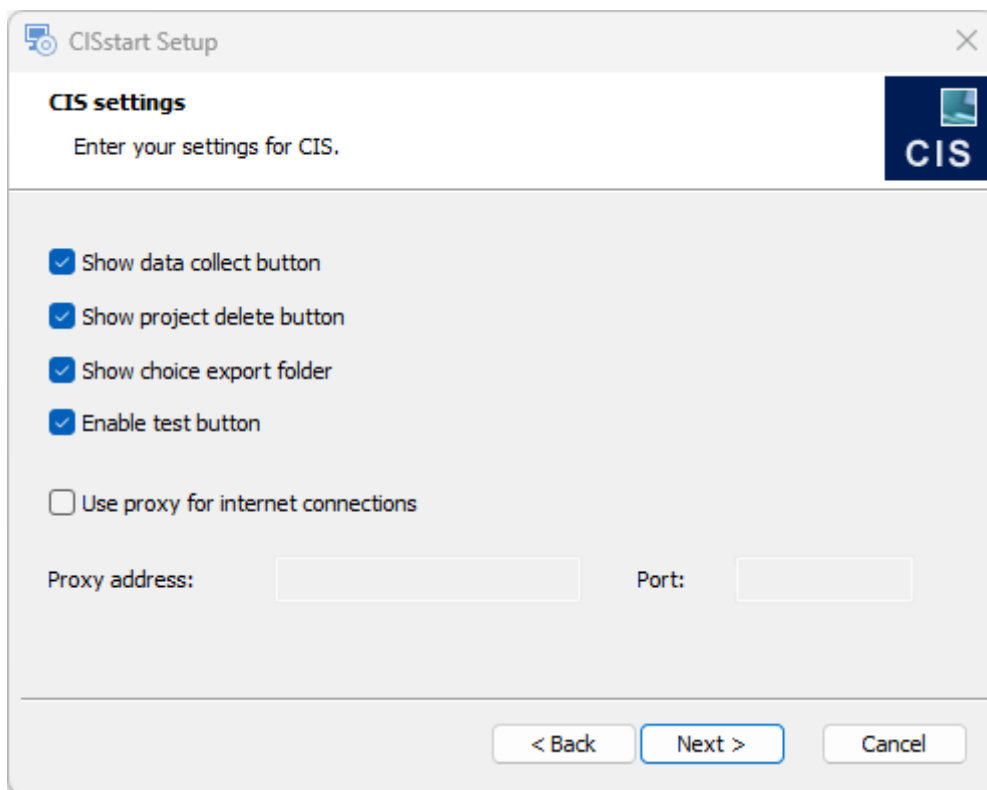 CISstart Setup
CIS settings
Enter your settings for CIS.
CIS
Show data collect button
Show project delete button
Show choice export folder
Enable test button
Use proxy for internet connections
Proxy address: Port:
< Back Next > Cancel